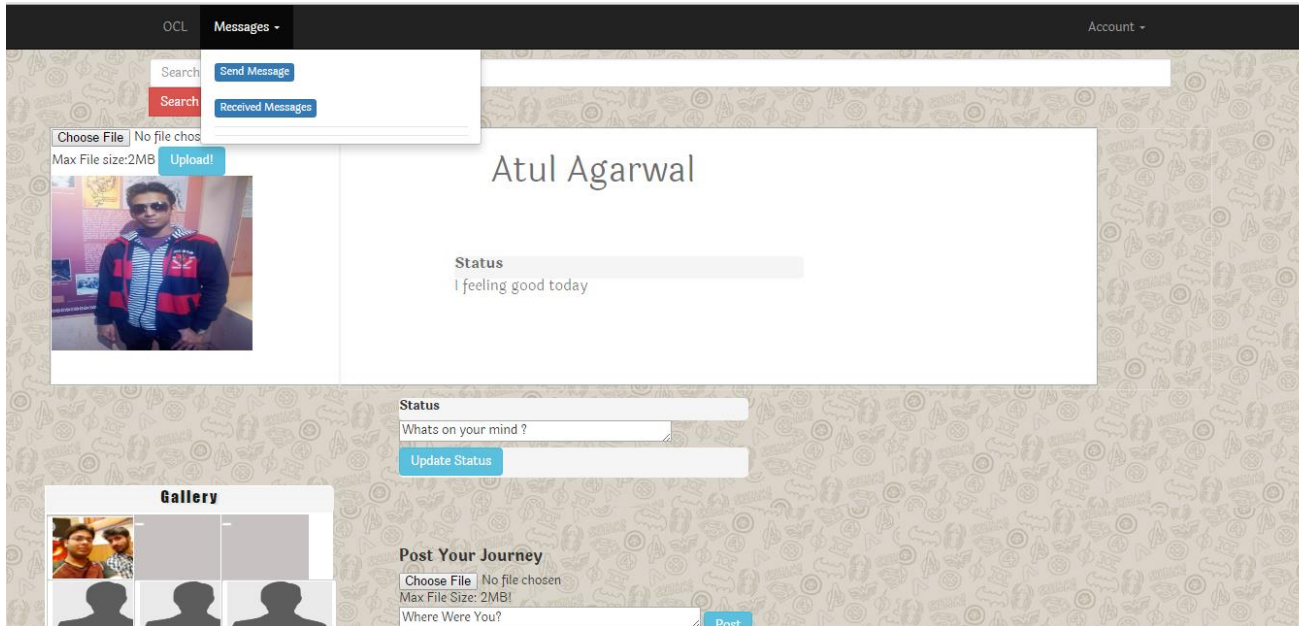 OCL Messages Account
Search
Send Message
Search
Received Messages
Choose File No file chos
Max File size:2MB Upload!
Atul Agarwal
Status
I feeling good today
Status
Whats on your mind ?
Update Status
Gallery
Post Your Journey
Choose File No file chosen
Max File Size: 2MB!
Where Were You?
Post